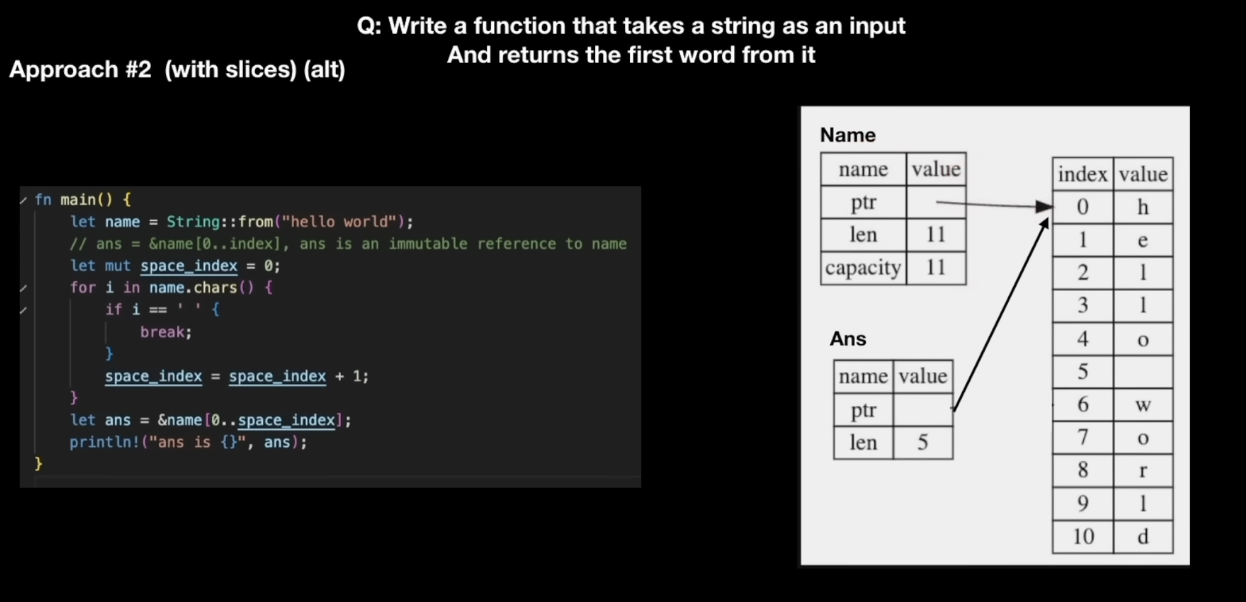 Q: Write a function that takes a string as an input
And returns the first word from it
Approach #2 (with slices) (alt)
fn main() {
let name = String::from("hello world");
// ans = &name[0..index], ans is an immutable reference to name
let mut space_index = 0;
for i in name.chars() {
if i == ' ' {
break;
}
space_index = space_index + 1;
}
let ans = &name[0..space_index];
println!("ans is {}", ans);
}
Name
name value
ptr
len 11
capacity 11
Ans
name value
ptr
len 5
index value
0 h
1 e
2 l
3 l
4 o
5
6 w
7 o
8 r
9 l
10 d